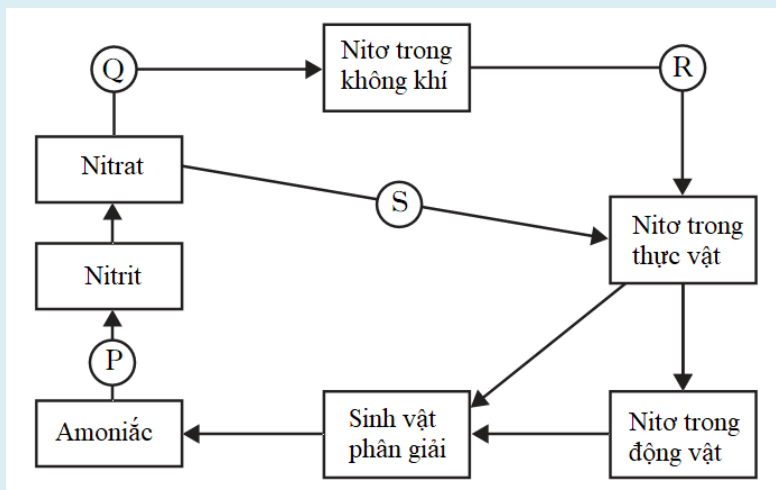 Q
Nitơ trong
không khí
R
Nitrat
S
Nitơ trong
thực vật
Nitrit
P
Amoniắc
Sinh vật
phân giải
Nitơ trong
động vật